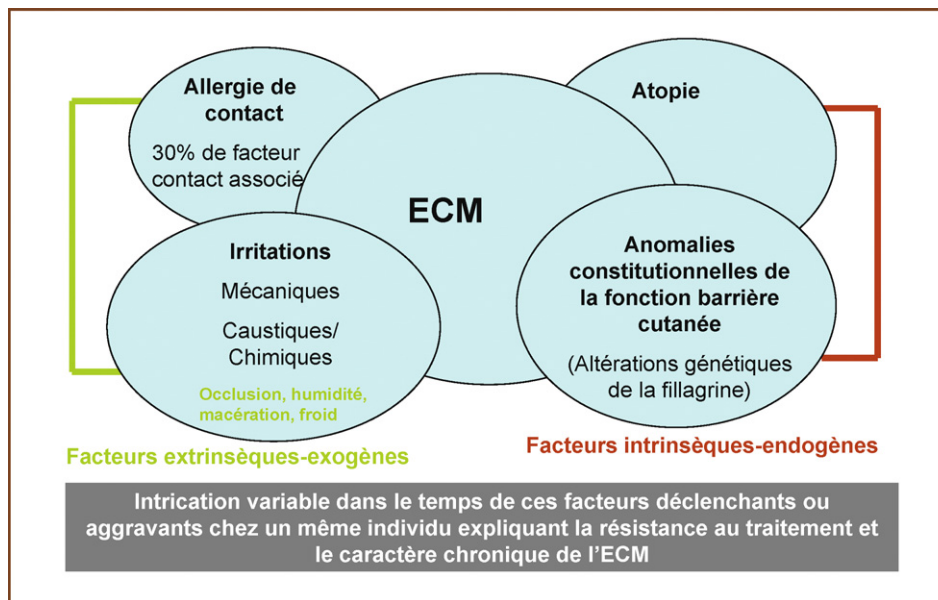 Allergie de
contact
30% de facteur
contact associé
Atopie
ECM
Irritations
Mécaniques
Caustiques/
Chimiques
Occlusion, humidité,
macération, froid
Anomalies
constitutionnelles de
la fonction barrière
cutanée
(Altérations génétiques
de la fillagrine)
Facteurs extrinsèques-exogènes
Facteurs intrinsèques-endogènes
Intrication variable dans le temps de ces facteurs déclenchants ou
aggravants chez un même individu expliquant la résistance au traitement et
le caractère chronique de l'ECM